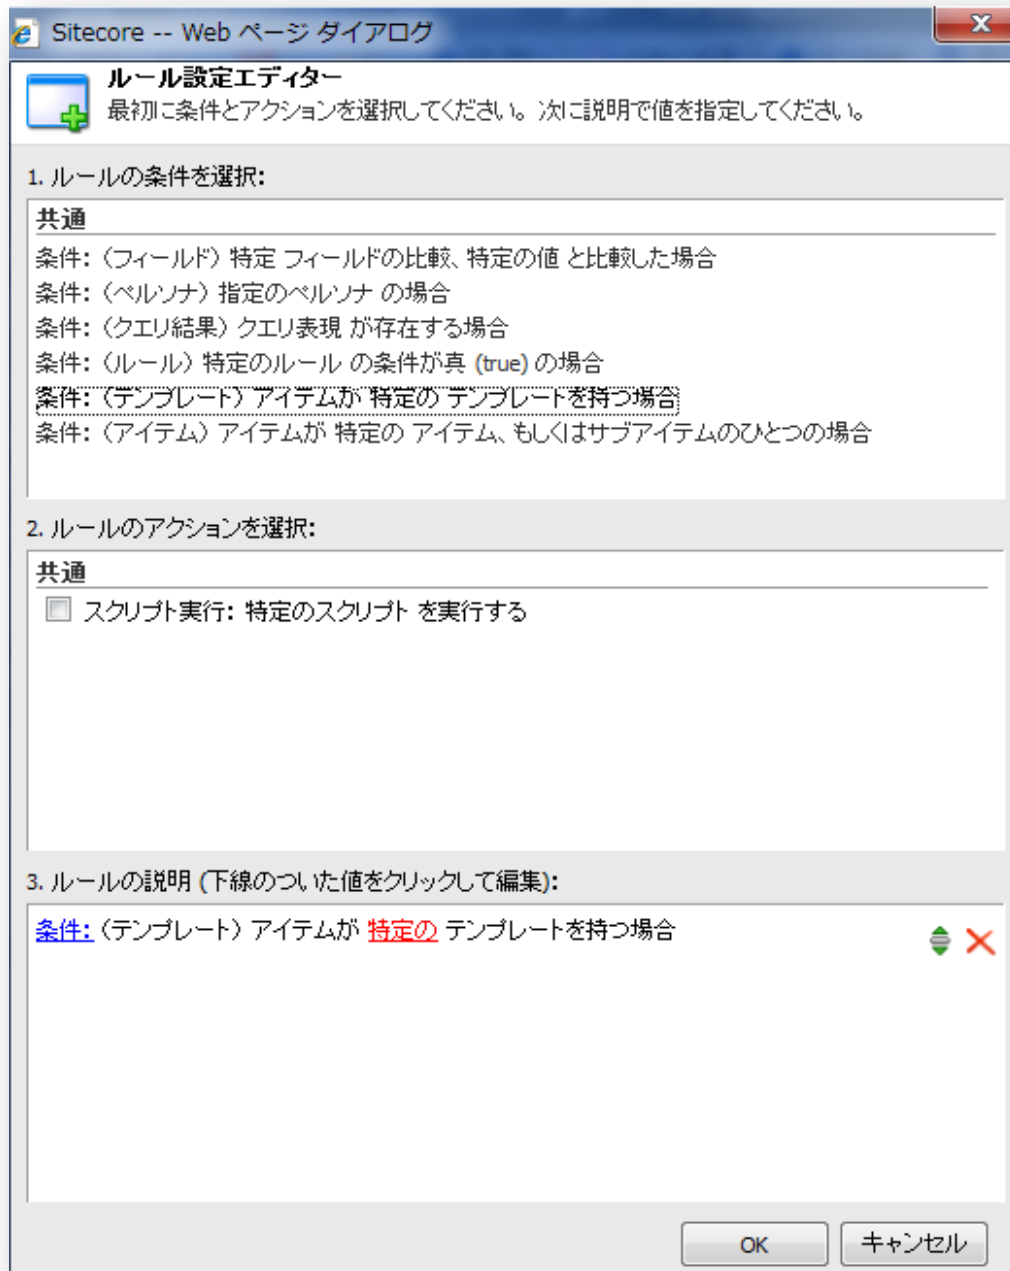 Sitecore -- Web ページ ダイアログ
ルール設定エディター
最初に条件とアクションを選択してください。次に説明で値を指定してください。
1. ルールの条件を選択:
共通
条件: (フィールド) 特定 フィールドの比較、特定の値 と比較した場合
条件: (ペルソナ) 指定のペルソナ の場合
条件: (クエリ結果) クエリ表現 が存在する場合
条件: (ルール) 特定のルール の条件が真 (true) の場合
条件: (テンプレート) アイテムが 特定の テンプレートを持つ場合
条件: (アイテム) アイテムが 特定の アイテム、もしくはサブアイテムのひとつの場合
2. ルールのアクションを選択:
共通
スクリプト実行: 特定のスクリプト を実行する
3. ルールの説明 (下線のついた値をクリックして編集):
条件: (テンプレート) アイテムが 特定の テンプレートを持つ場合
OK キャンセル